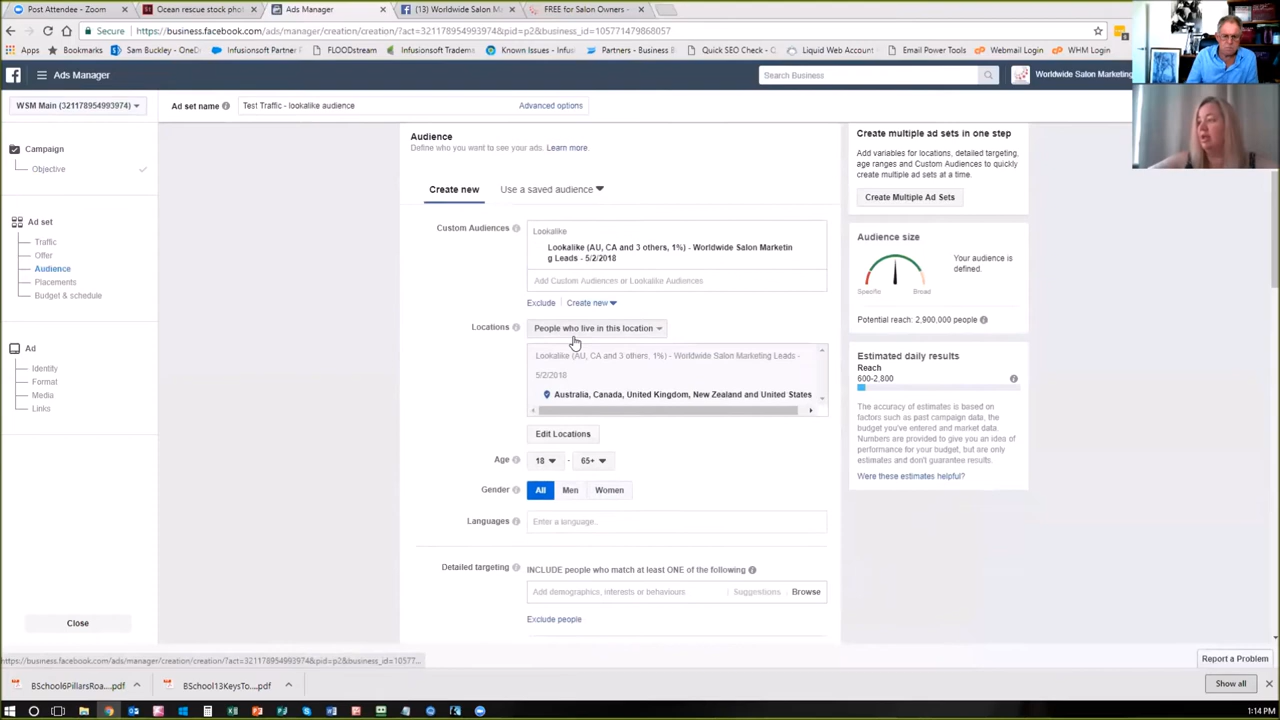 Post Attendee - Zoom
Ocean rescue stock phot
Ads Manager
(13) Worldwide Salon M
FREE for Salon Owners -
Secure
https://business.facebook.com/ads/manager/creation/creation/?act=321178954993974&pid=p2&business_id=105771479868057
Apps
Bookmarks
Sam Buckley - OneD
Infusionsoft Partner
FLOODstream
Infusionsoft Tradem
Known Issues - Infus
Partners - Business B
Quick SEO Check - C
Liquid Web Account
Email Power Tools
Webmail Login
WHM Login
Ads Manager
Search Business
Worldwide Salon Marketing
WSM Main (321178954993974)
Ad set name
Test Traffic - lookalike audience
Advanced options
Campaign
Objective
Ad set
Traffic
Offer
Audience
Placements
Budget & schedule
Ad
Identity
Format
Media
Links
Close
Audience
Define who you want to see your ads. Learn more.
Create new
Use a saved audience
Custom Audiences
Lookalike
Lookalike (AU, CA and 3 others, 1%) - Worldwide Salon Marketin
g Leads - 5/2/2018
Add Custom Audiences or Lookalike Audiences
Exclude
Create new
Locations
People who live in this location
Lookalike (AU, CA and 3 others, 1%) - Worldwide Salon Marketing Leads -
5/2/2018
Australia, Canada, United Kingdom, New Zealand and United States
Edit Locations
Age
18
-
65+
Gender
All
Men
Women
Languages
Enter a language..
Detailed targeting
INCLUDE people who match at least ONE of the following
Add demographics, interests or behaviours
Suggestions
Browse
Exclude people
Create multiple ad sets in one step
Add variables for locations, detailed targeting,
age ranges and Custom Audiences to quickly
create multiple ad sets at a time.
Create Multiple Ad Sets
Audience size
Your audience is
defined.
Specific
Broad
Potential reach: 2,900,000 people
Estimated daily results
Reach
600-2,800
The accuracy of estimates is based on
factors such as past campaign data, the
budget you've entered and market data.
Numbers are provided to give you an idea of
performance for your budget, but are only
estimates and don't guarantee results.
Were these estimates helpful?
https://business.facebook.com/ads/manager/creation/creation/?act=321178954993974&pid=p2&business_id=10577...
Report a Problem
BSchool6PillarsRoa....pdf
BSchool13KeysTo....pdf
Show all
1:14 PM